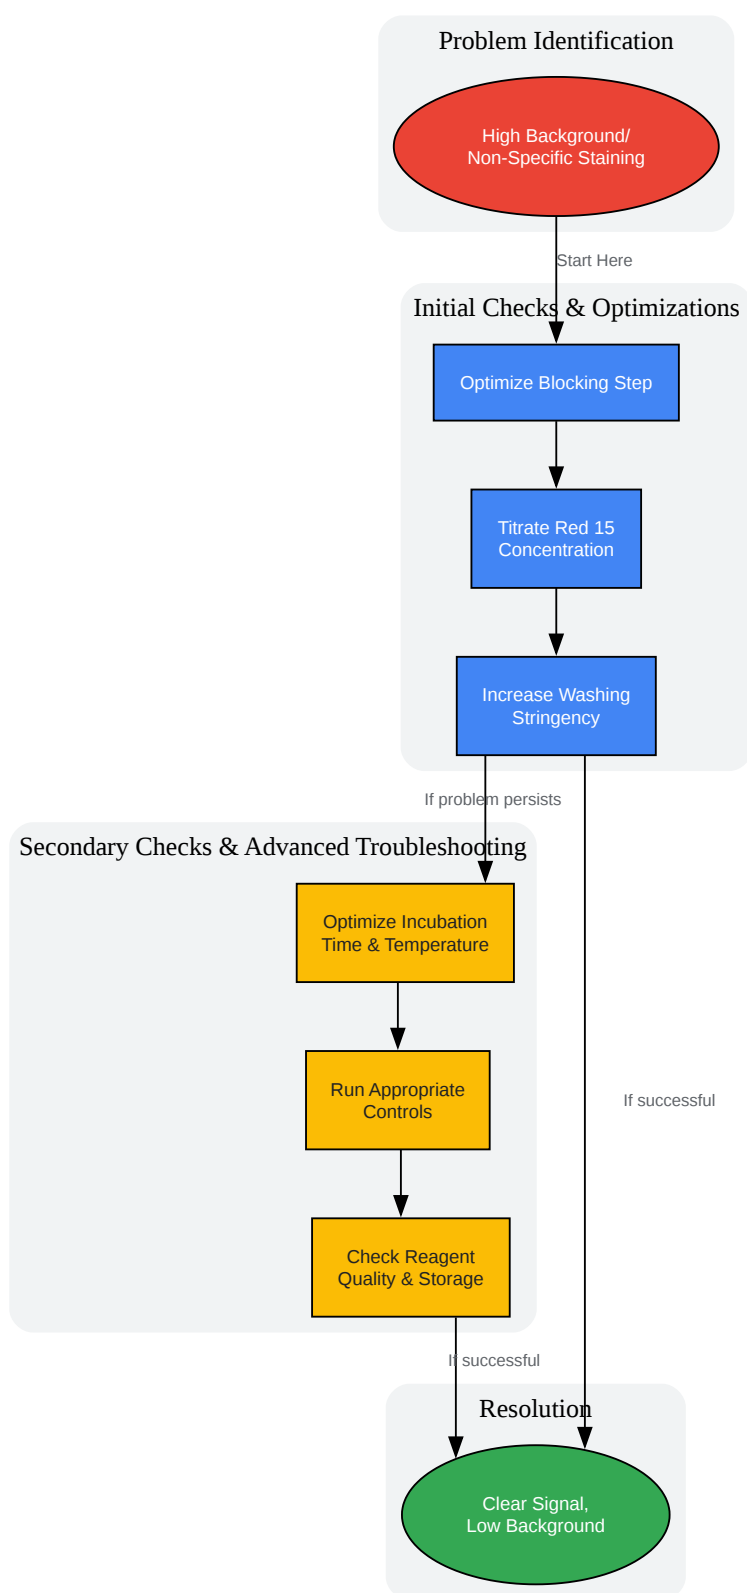 Problem Identification
High Background/
Non-Specific Staining
Start Here
Initial Checks & Optimizations
Optimize Blocking Step
Titrate Red 15
Concentration
Increase Washing
Stringency
If problem persists
Secondary Checks & Advanced Troubleshooting
Optimize Incubation
Time & Temperature
Run Appropriate
Controls
If successful
Check Reagent
Quality & Storage
If successful
Resolution
Clear Signal,
Low Background